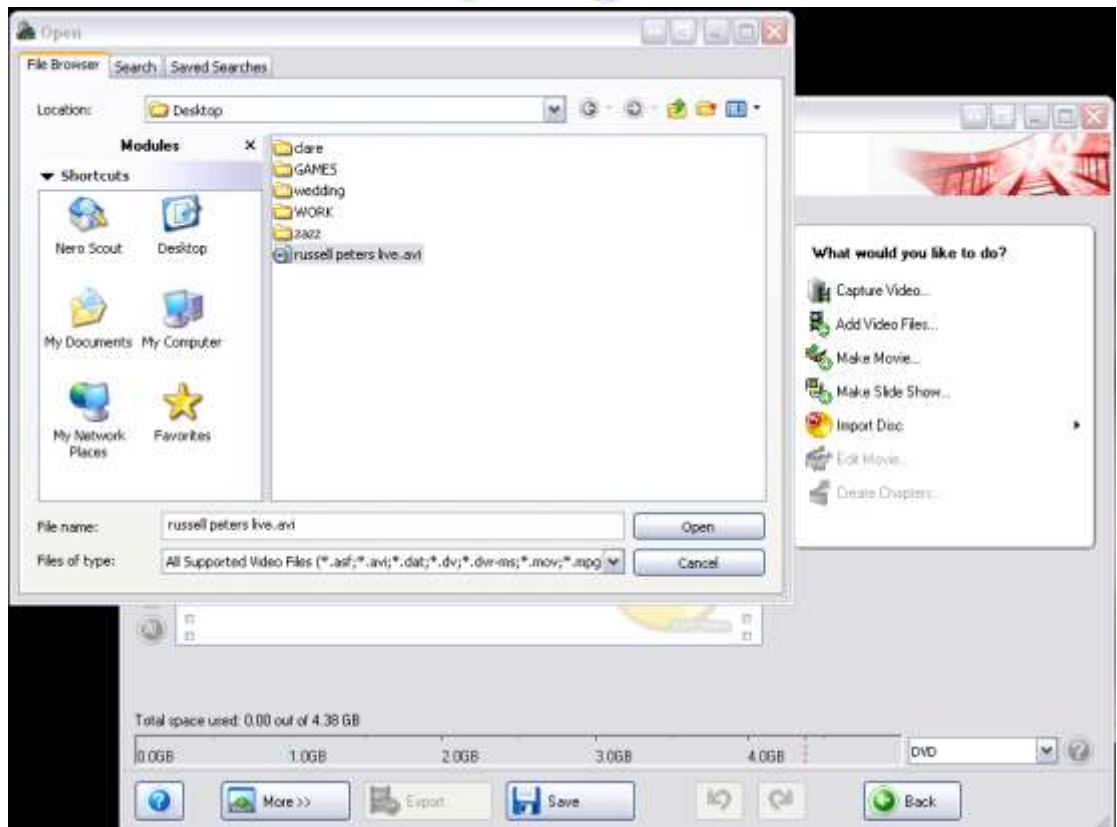 Open
File Browser Search Saved Searches
Location: Desktop
Modules
Shortcuts
Nero Scout Desktop
My Documents My Computer
My Network Places Favorites
clare
GAMES
wedding
WORK
zazz
russell peters live.avi
File name: russell peters live.avi Open
Files of type: All Supported Video Files (*.asf;*.avi;*.dat;*.dv;*.dvr-ms;*.mov;*.mpg Cancel
What would you like to do?
Capture Video...
Add Video Files...
Make Movie...
Make Slide Show...
Import Disc
Edit Movie...
Create Chapters...
Total space used: 0.00 out of 4.38 GB
0.0GB 1.0GB 2.0GB 3.0GB 4.0GB DVD
More >> Export Save Back